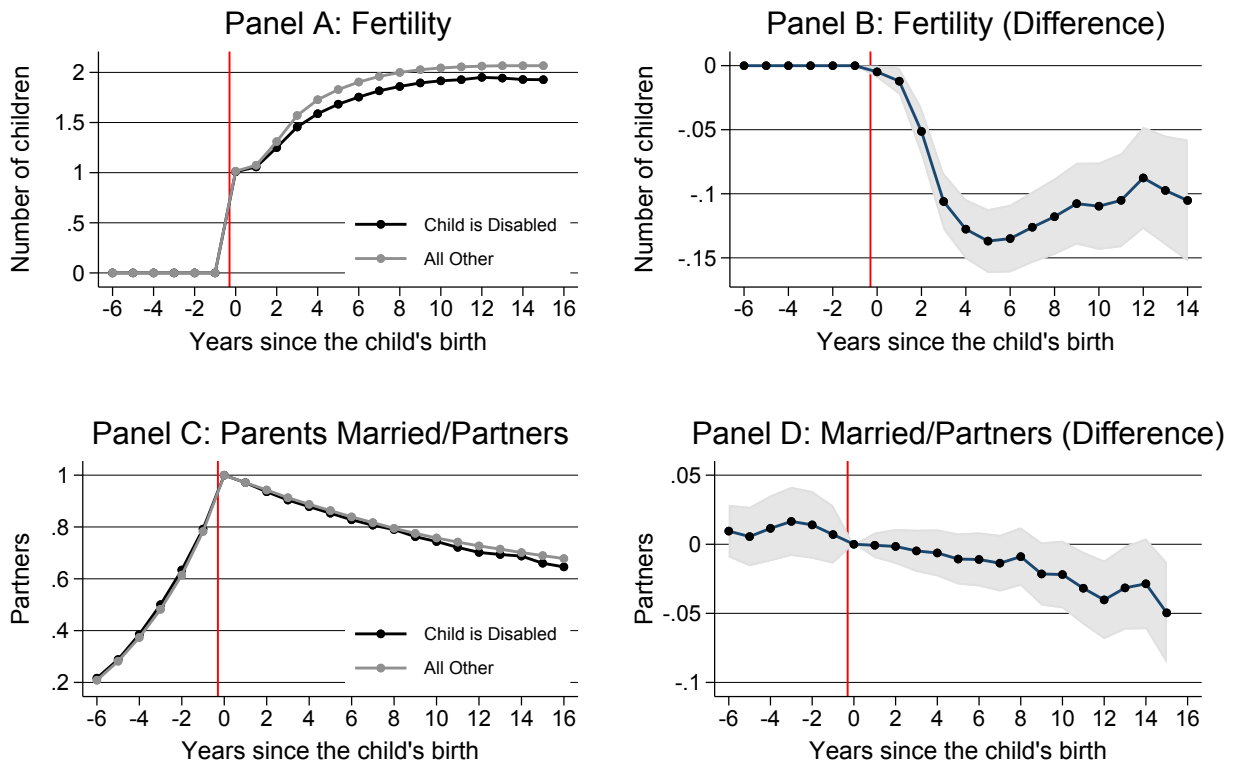 Panel A: Fertility
Number of children
2
1.5
1
.5
0
Child is Disabled
All Other
-6 -4 -2 0 2 4 6 8 10 12 14 16
Years since the child's birth
Panel B: Fertility (Difference)
Number of children
0
-.05
-.1
-.15
-6 -4 -2 0 2 4 6 8 10 12 14
Years since the child's birth
Panel C: Parents Married/Partners
Partners
1
.8
.6
.4
.2
Child is Disabled
All Other
-6 -4 -2 0 2 4 6 8 10 12 14 16
Years since the child's birth
Panel D: Married/Partners (Difference)
Partners
.05
0
-.05
-.1
-6 -4 -2 0 2 4 6 8 10 12 14 16
Years since the child's birth